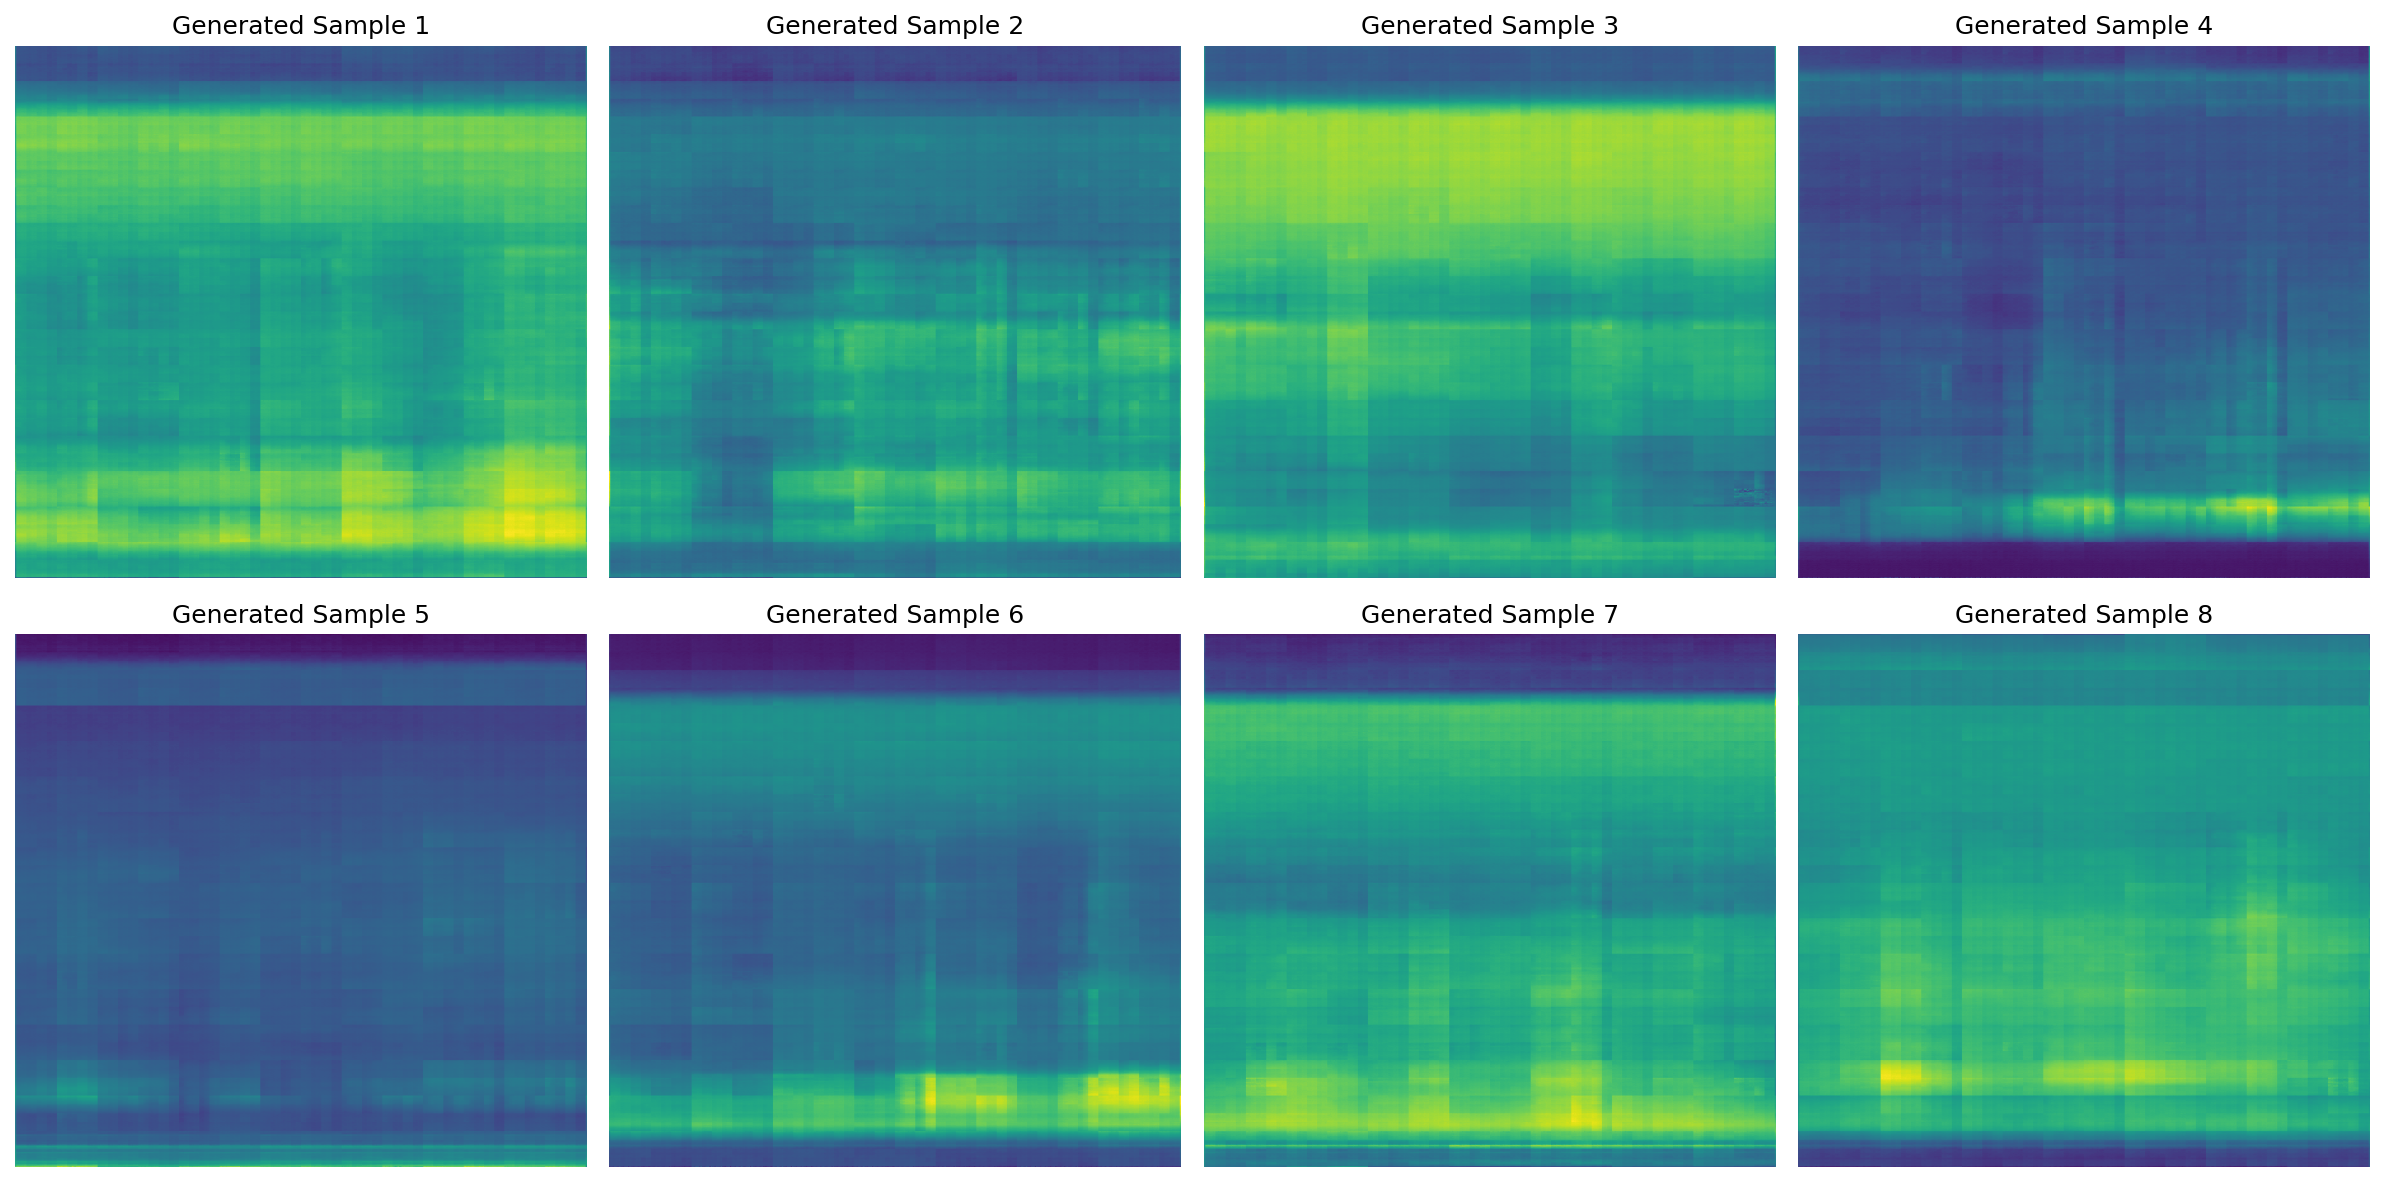 Generated Sample 1
Generated Sample 2
Generated Sample 3
Generated Sample 4
Generated Sample 5
Generated Sample 6
Generated Sample 7
Generated Sample 8